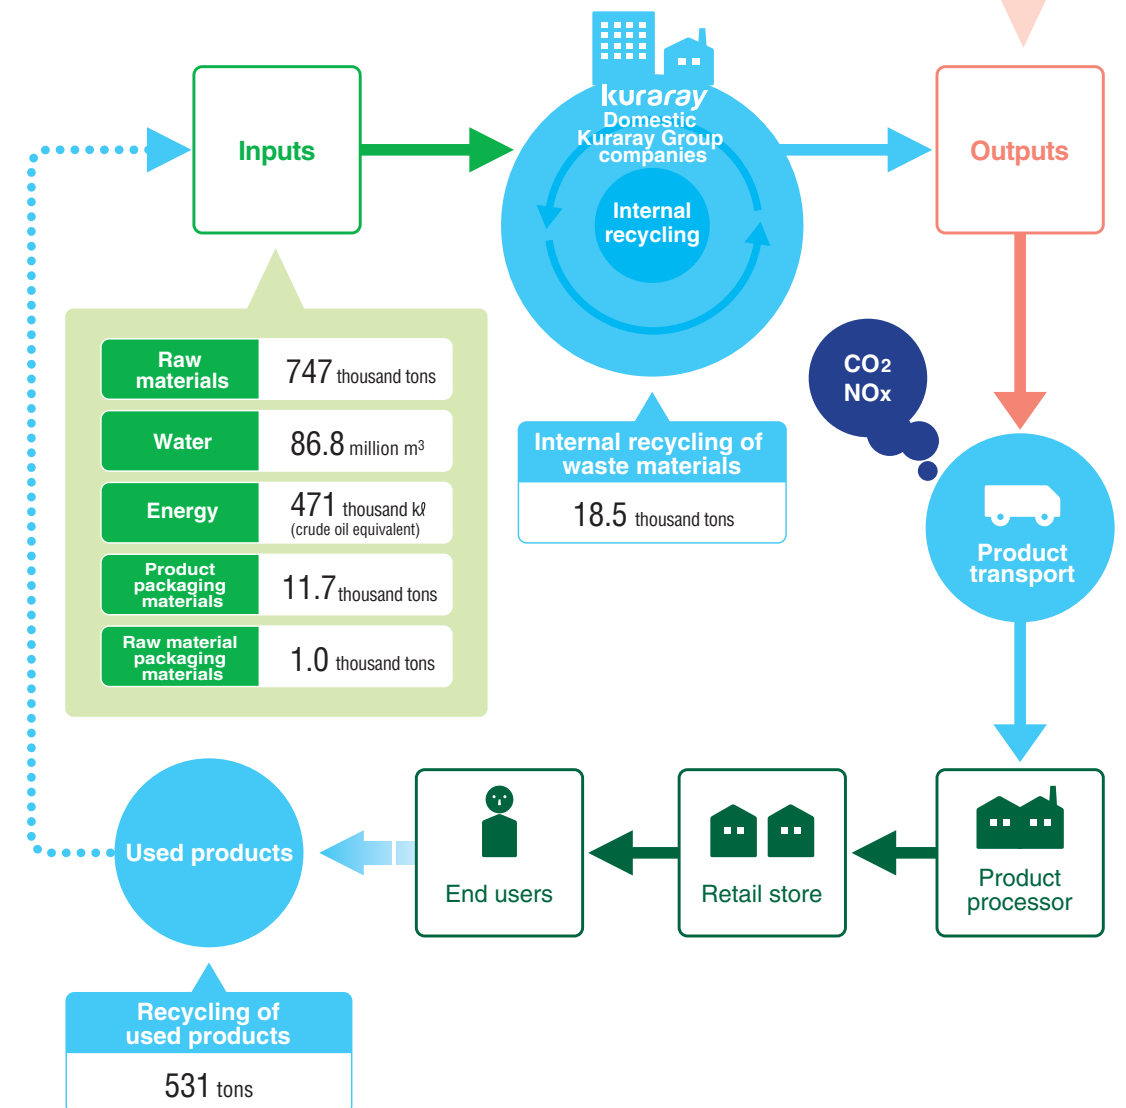 kuraray
Domestic
Kuraray Group
companies
Inputs
Outputs
Internal
recycling
Raw
materials
747 thousand tons
Water
86.8 million m³
Energy
471 thousand kℓ
(crude oil equivalent)
Product
packaging
materials
11.7 thousand tons
Raw material
packaging
materials
1.0 thousand tons
Internal recycling of
waste materials
18.5 thousand tons
CO2
NOx
Product
transport
Used products
End users
Retail store
Product
processor
Recycling of
used products
531 tons